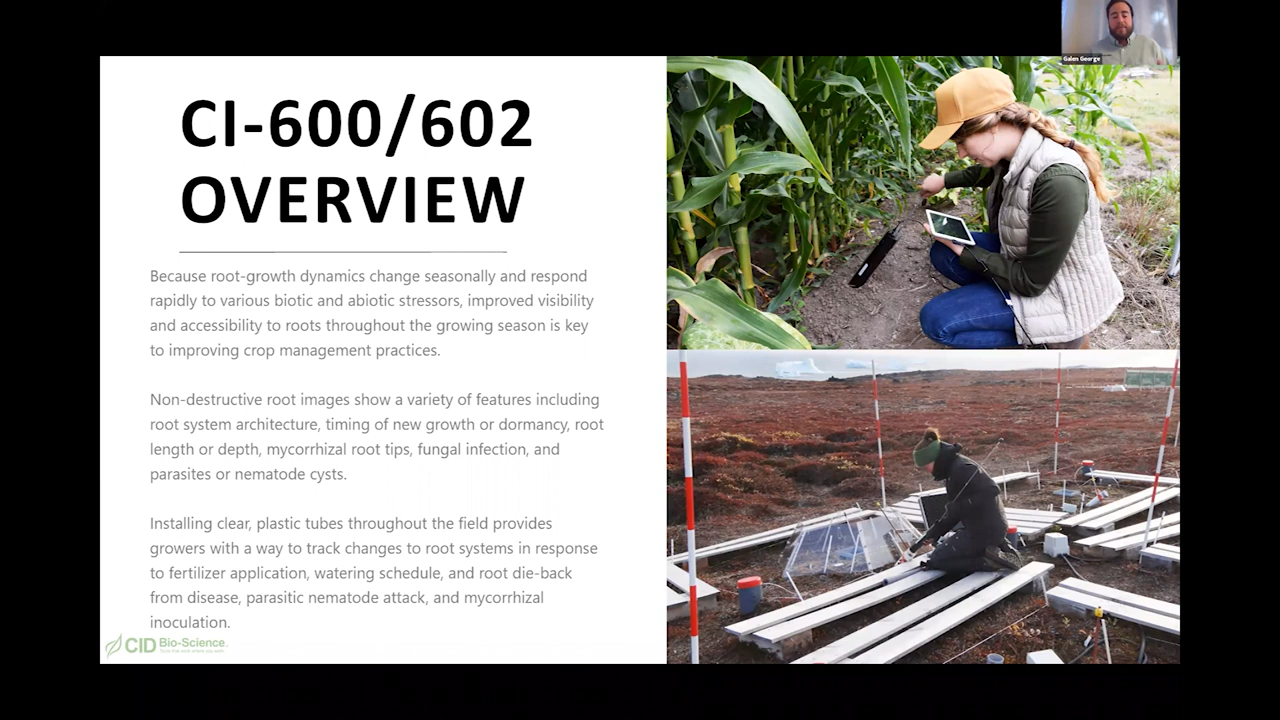 Galen George
CI-600/602
OVERVIEW
Because root-growth dynamics change seasonally and respond
rapidly to various biotic and abiotic stressors, improved visibility
and accessibility to roots throughout the growing season is key
to improving crop management practices.
Non-destructive root images show a variety of features including
root system architecture, timing of new growth or dormancy, root
length or depth, mycorrhizal root tips, fungal infection, and
parasites or nematode cysts.
Installing clear, plastic tubes throughout the field provides
growers with a way to track changes to root systems in response
to fertilizer application, watering schedule, and root die-back
from disease, parasitic nematode attack, and mycorrhizal
inoculation.
CID Bio-Science